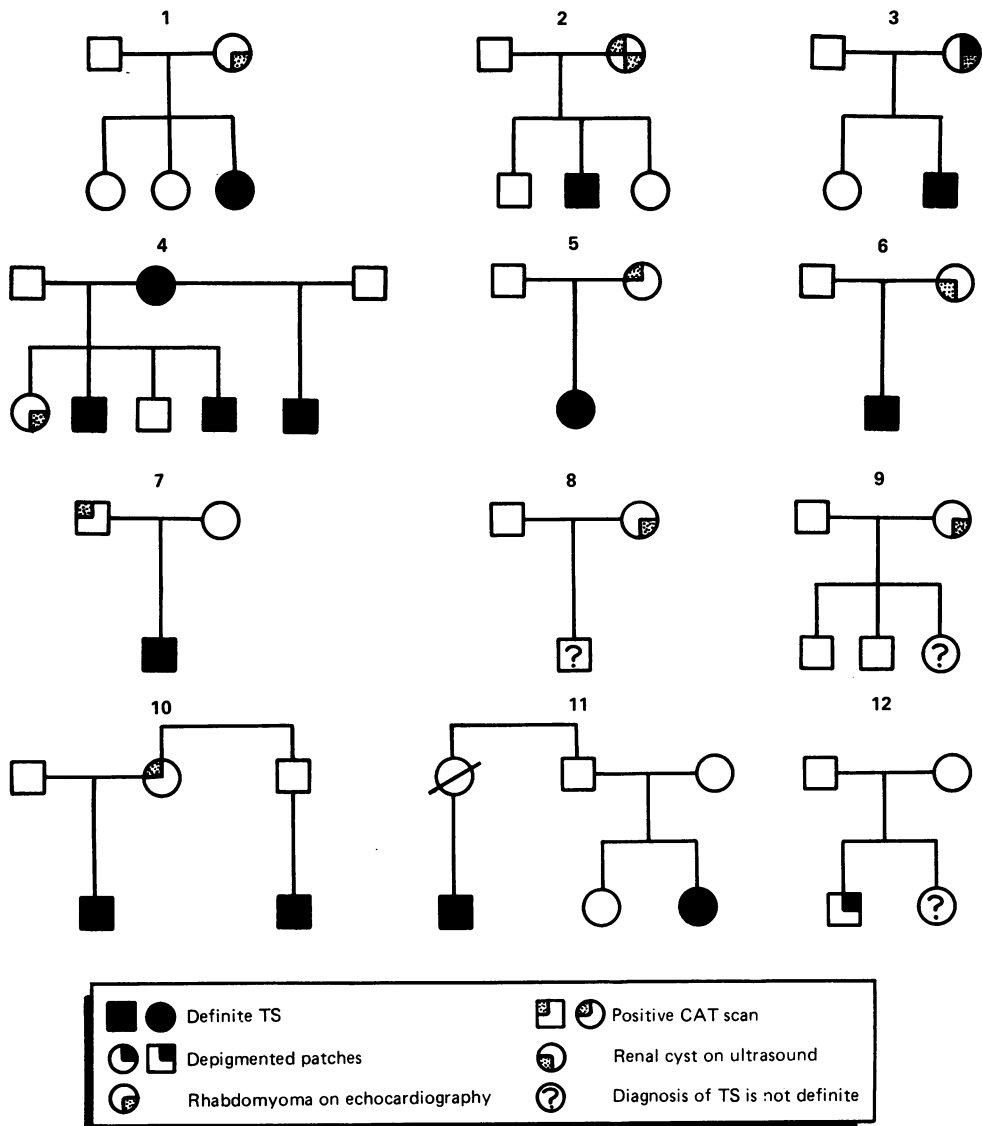 1 2 3
4 5 6
7 8 9
? ?
10 11 12
?
Definite TS Positive CAT scan
Depigmented patches Renal cyst on ultrasound
Rhabdomyoma on echocardiography ? Diagnosis of TS is not definite